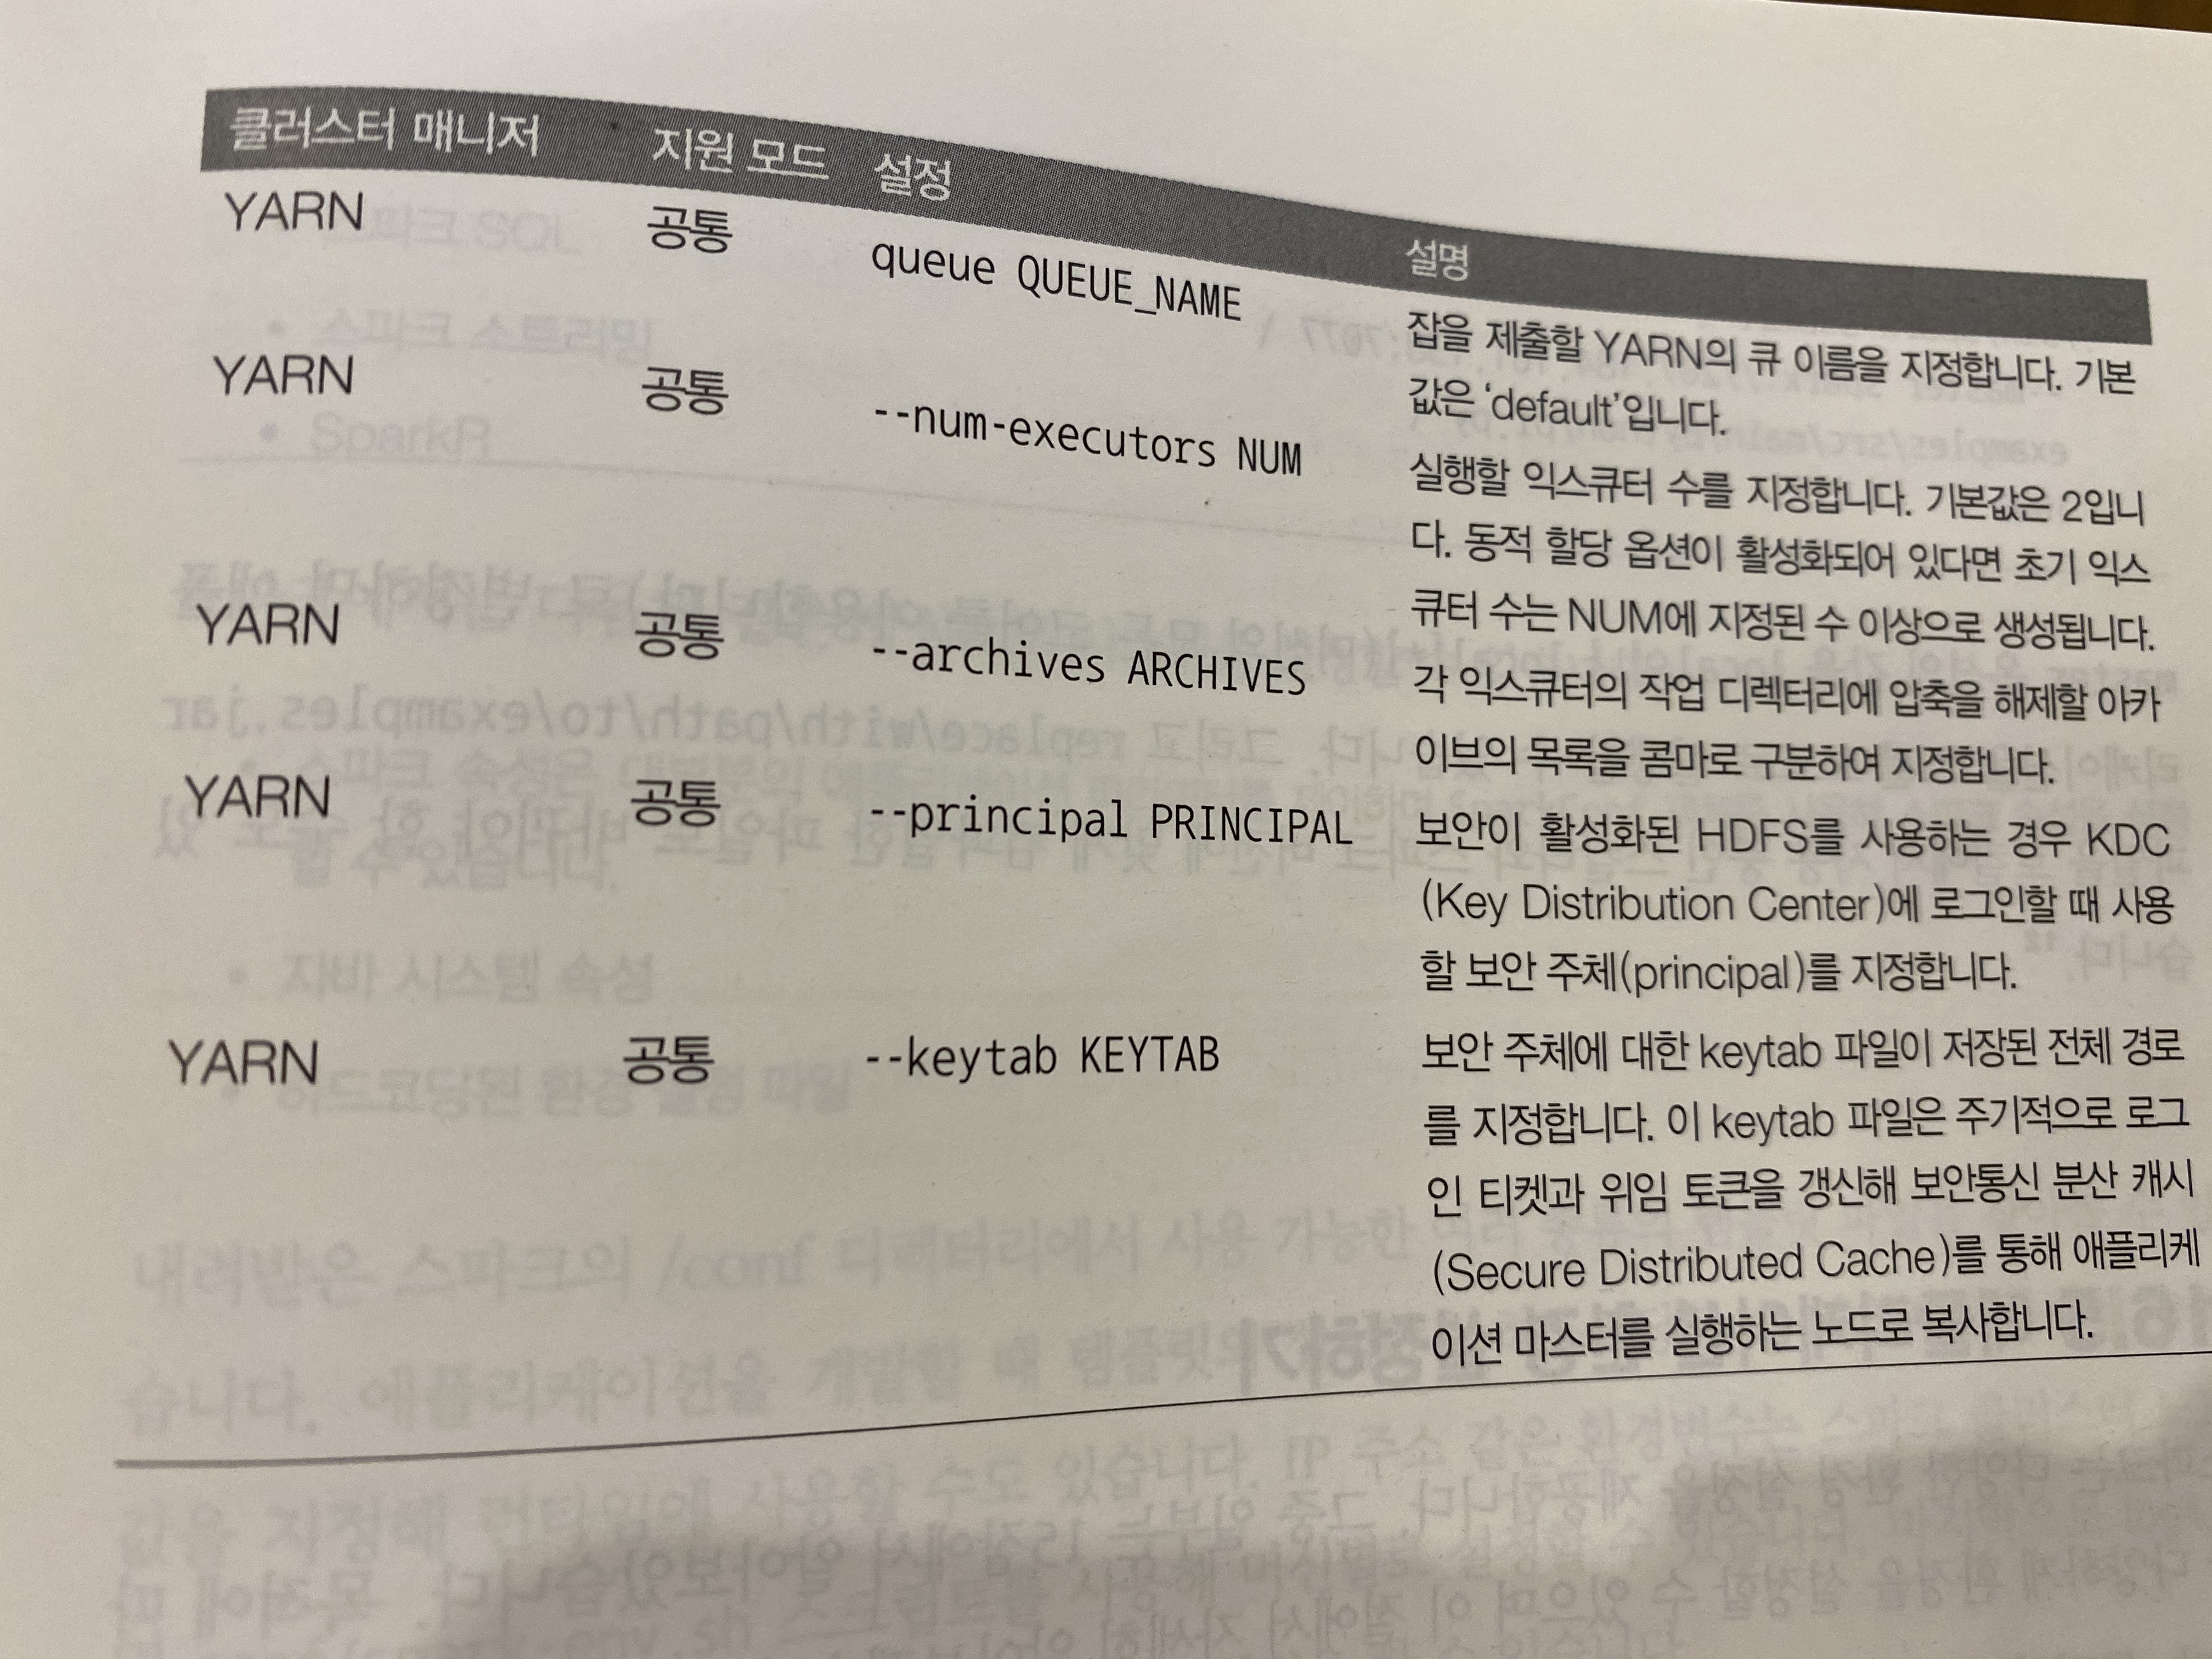 클러스터 매니저 지원 모드 설정 설명
YARN 공통 queue QUEUE_NAME 잡을 제출할 YARN의 큐 이름을 지정합니다. 기본
값은 ‘default’입니다.
YARN 공통 --num-executors NUM 실행할 익스큐터 수를 지정합니다. 기본값은 2입니
다. 동적 할당 옵션이 활성화되어 있다면 초기 익스
큐터 수는 NUM에 지정된 수 이상으로 생성됩니다.
YARN 공통 --archives ARCHIVES 각 익스큐터의 작업 디렉터리에 압축을 해제할 아카
이브의 목록을 콤마로 구분하여 지정합니다.
YARN 공통 --principal PRINCIPAL 보안이 활성화된 HDFS를 사용하는 경우 KDC
(Key Distribution Center)에 로그인할 때 사용
할 보안 주체(principal)를 지정합니다.
YARN 공통 --keytab KEYTAB 보안 주체에 대한 keytab 파일이 저장된 전체 경로
를 지정합니다. 이 keytab 파일은 주기적으로 로그
인 티켓과 위임 토큰을 갱신해 보안통신 분산 캐시
(Secure Distributed Cache)를 통해 애플리케
이션 마스터를 실행하는 노드로 복사합니다.